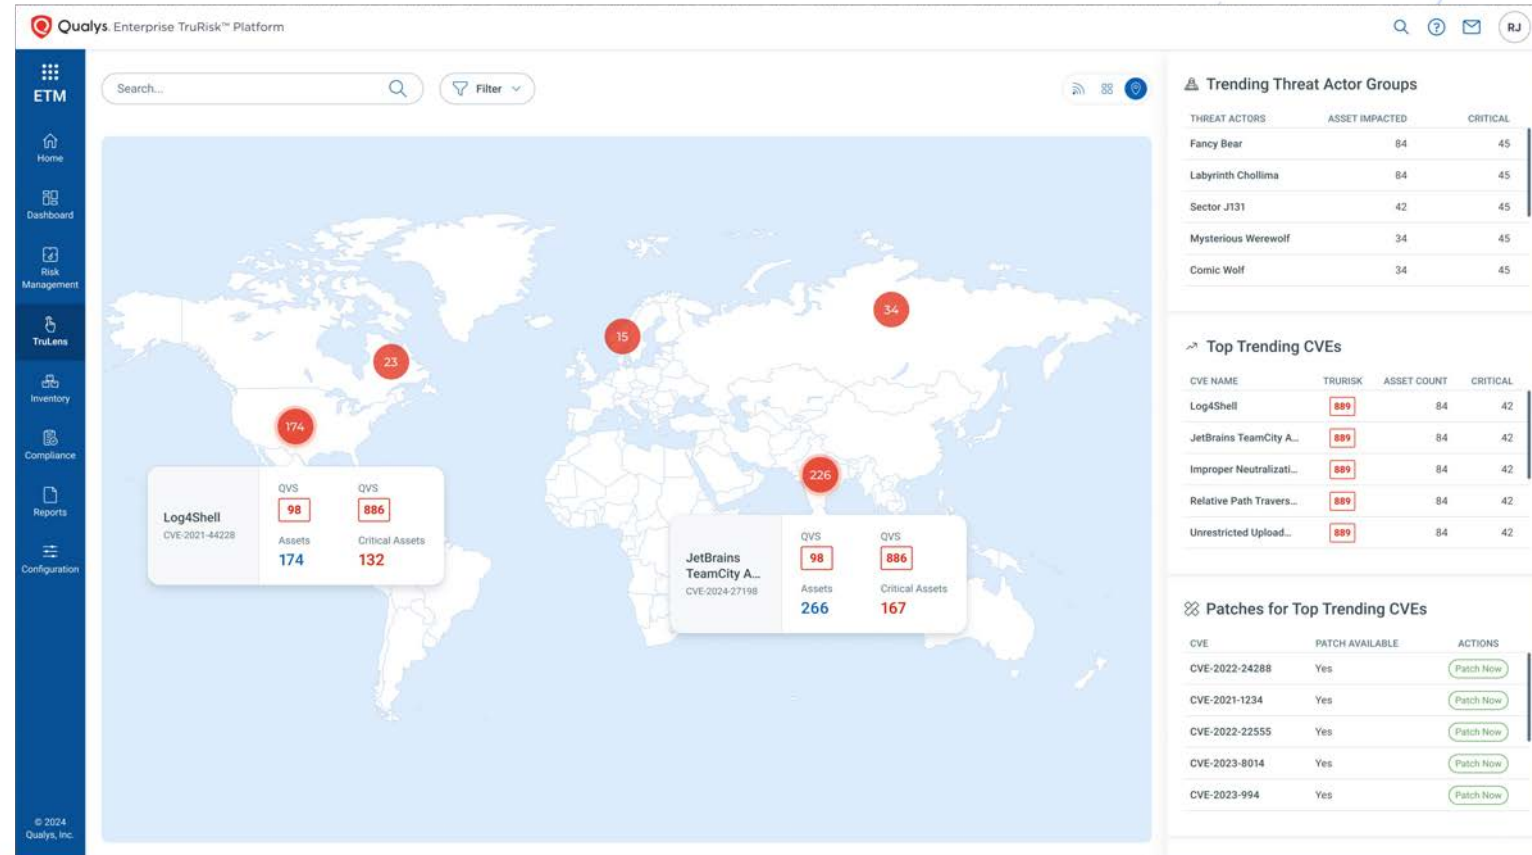 Qualys. Enterprise TruRisk™ Platform
RJ
ETM
Home
Dashboard
Risk
Management
TruLens
Inventory
Compliance
Reports
Configuration
© 2024
Qualys, Inc.
Search...
Filter
23
174
15
34
226
Log4Shell
CVE-2021-44228
QVS QVS
98 886
Assets Critical Assets
174 132
JetBrains
TeamCity A...
CVE-2024-27198
QVS QVS
98 886
Assets Critical Assets
266 167
Trending Threat Actor Groups
THREAT ACTORS ASSET IMPACTED CRITICAL
Fancy Bear 84 45
Labyrinth Chollima 84 45
Sector J131 42 45
Mysterious Werewolf 34 45
Comic Wolf 34 45
Top Trending CVEs
CVE NAME TRURISK ASSET COUNT CRITICAL
Log4Shell 889 84 42
JetBrains TeamCity A... 889 84 42
Improper Neutralizati... 889 84 42
Relative Path Travers... 889 84 42
Unrestricted Upload... 889 84 42
Patches for Top Trending CVEs
CVE PATCH AVAILABLE ACTIONS
CVE-2022-24288 Yes Patch Now
CVE-2021-1234 Yes Patch Now
CVE-2022-22555 Yes Patch Now
CVE-2023-8014 Yes Patch Now
CVE-2023-994 Yes Patch Now